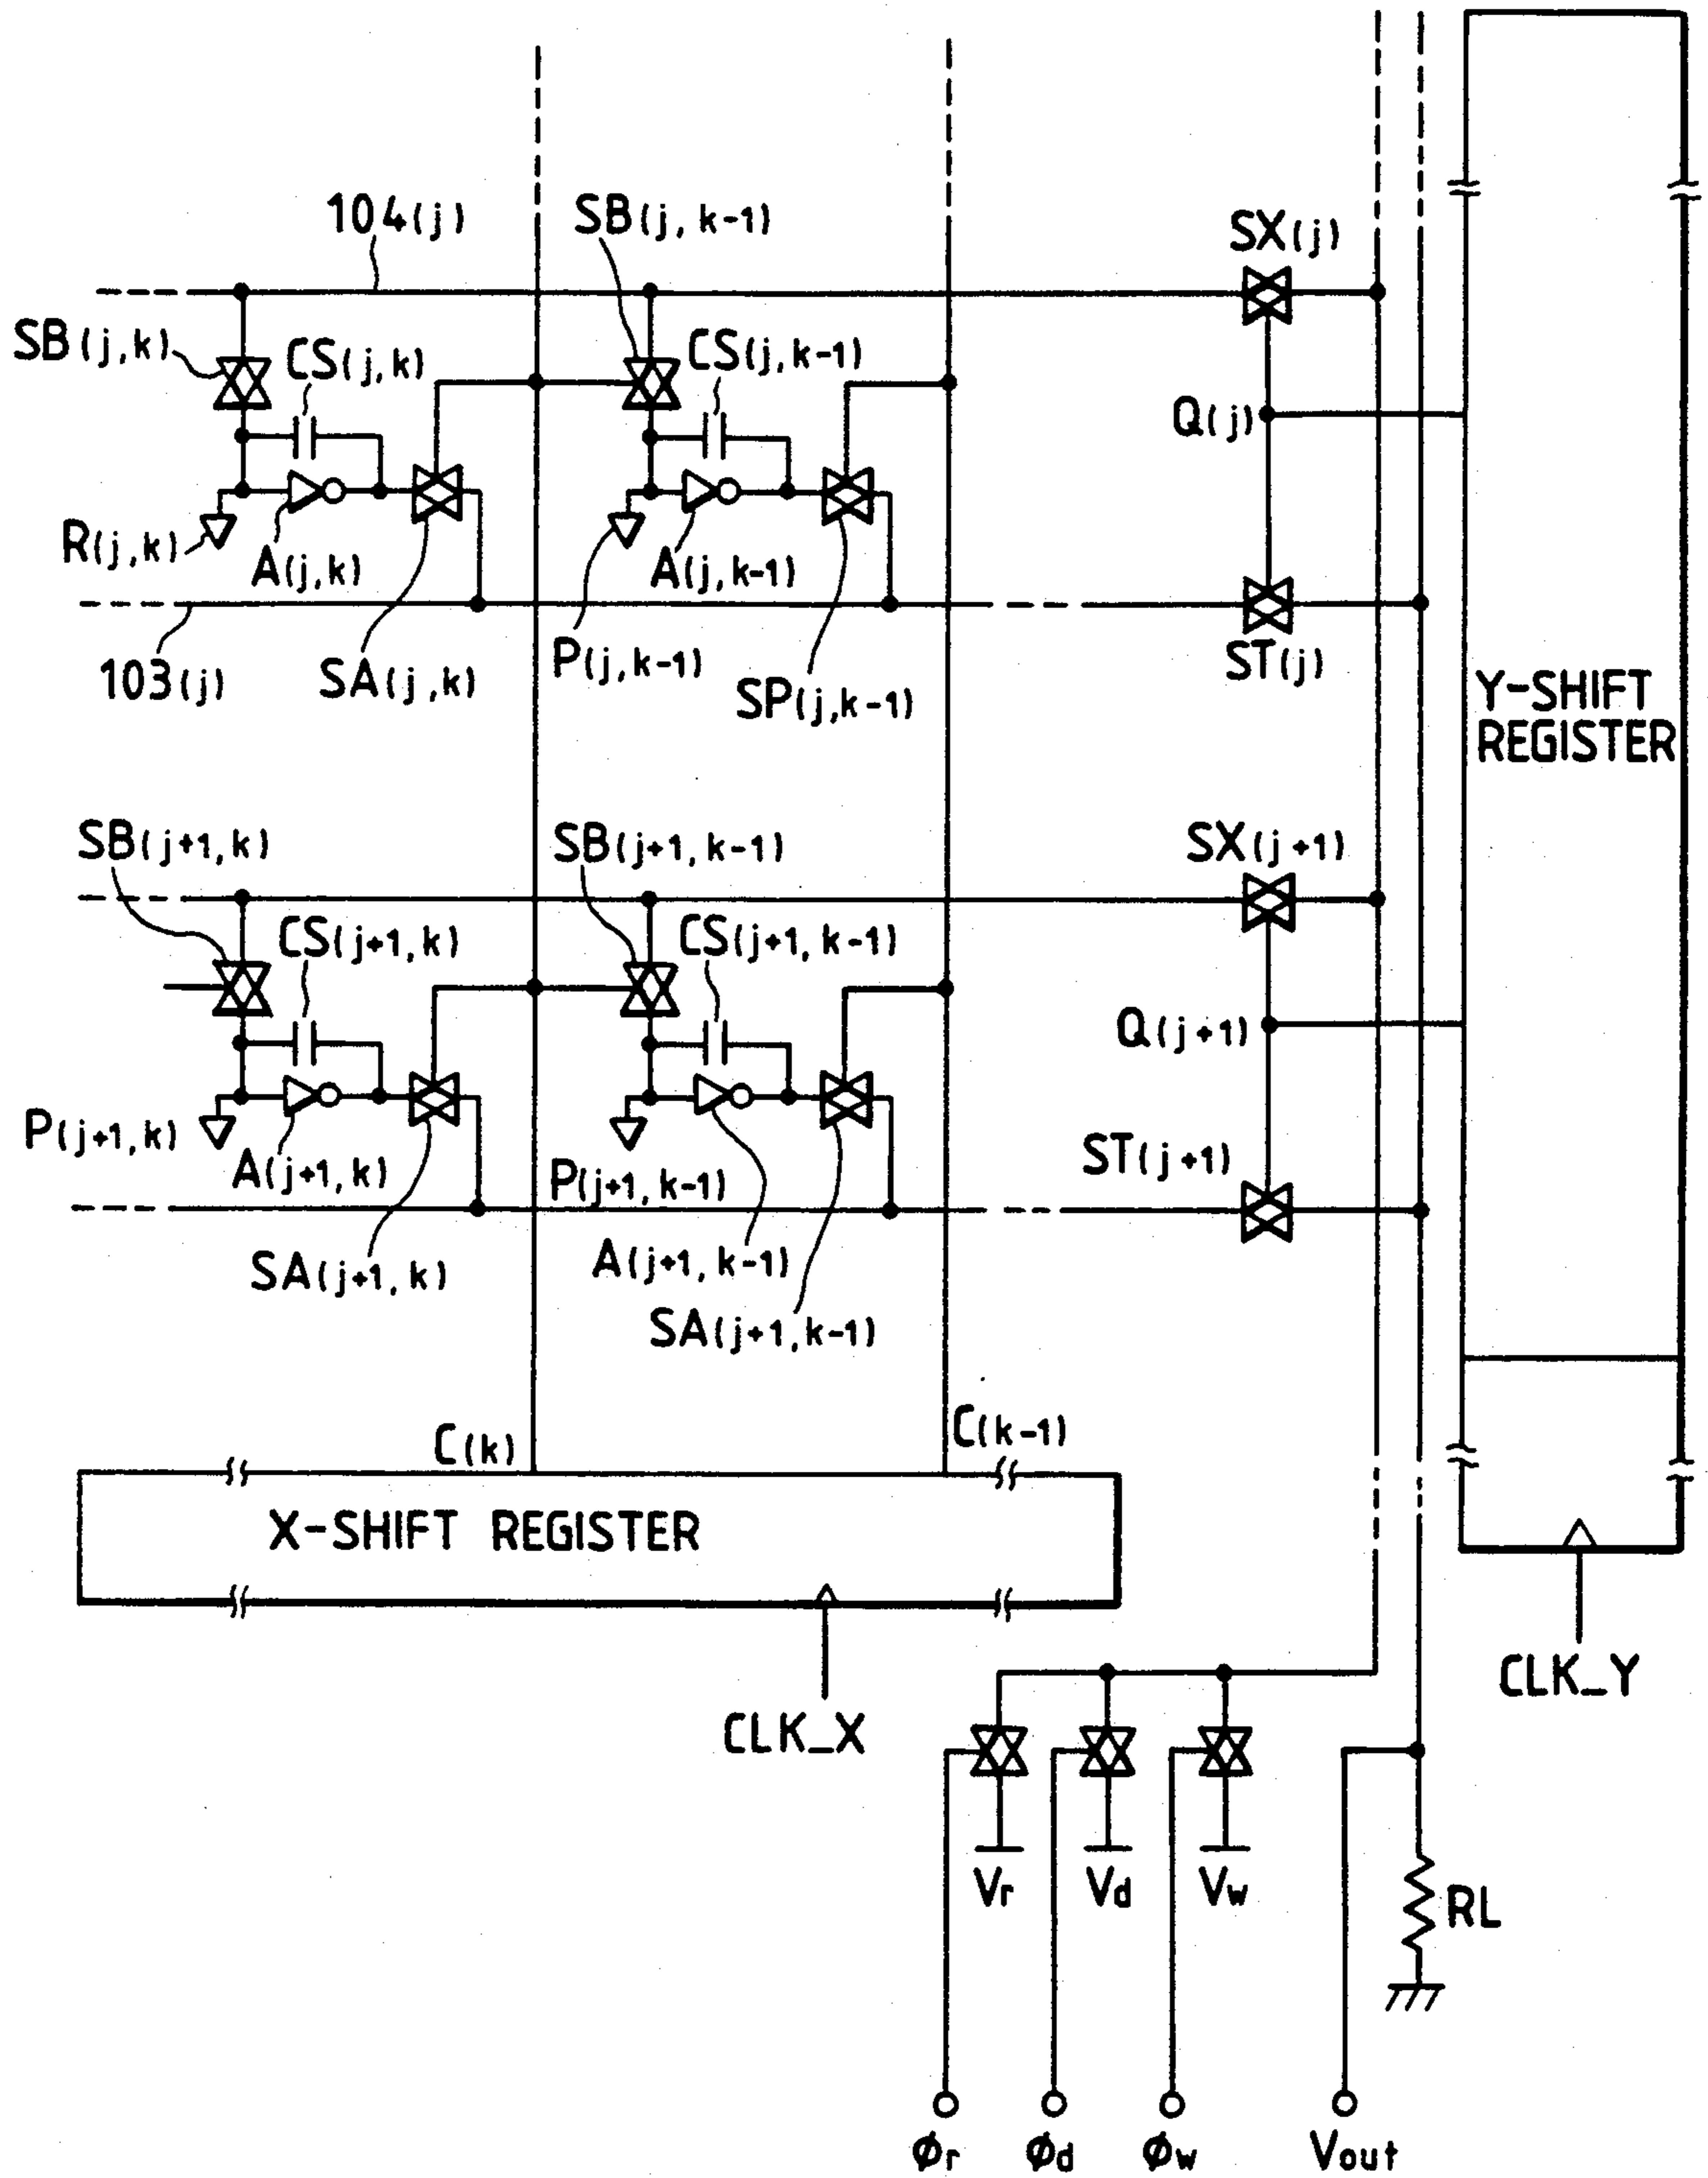 104(j)
SB(j, k-1)
SX(j)
SB(j,k)
CS(j,k)
CS(j,k-1)
Q(j)
R(j,k)
A(j,k)
A(j,k-1)
103(j)
SA(j,k)
P(j,k-1)
SP(j,k-1)
ST(j)
Y-SHIFT
REGISTER
SB(j+1,k)
SB(j+1,k-1)
SX(j+1)
CS(j+1,k)
CS(j+1,k-1)
Q(j+1)
P(j+1,k)
A(j+1,k)
P(j+1,k-1)
ST(j+1)
SA(j+1,k)
A(j+1,k-1)
SA(j+1,k-1)
C(k)
C(k-1)
X-SHIFT REGISTER
CLK_X
CLK_Y
Vr
Vd
Vw
RL
φr
φd
φw
Vout